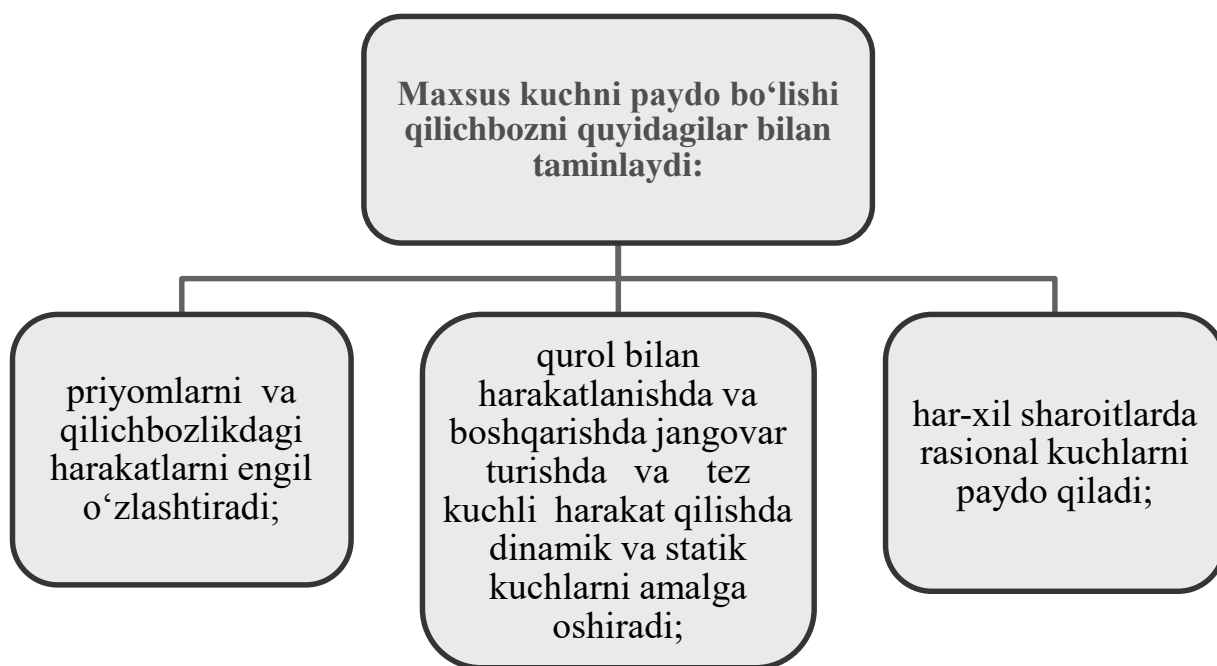 Maxsus kuchni paydo bo‘lishi
qilichbozni quyidagilar bilan
taminlaydi:
priyomlarni va
qilichbozlikdagi
harakatlarni engil
o‘zlashtiradi;
qurol bilan
harakatlanishda va
boshqarishda jangovar
turishda va tez
kuchli harakat qilishda
dinamik va statik
kuchlarni amalga
oshiradi;
har-xil sharoitlarda
rasional kuchlarni
paydo qiladi;